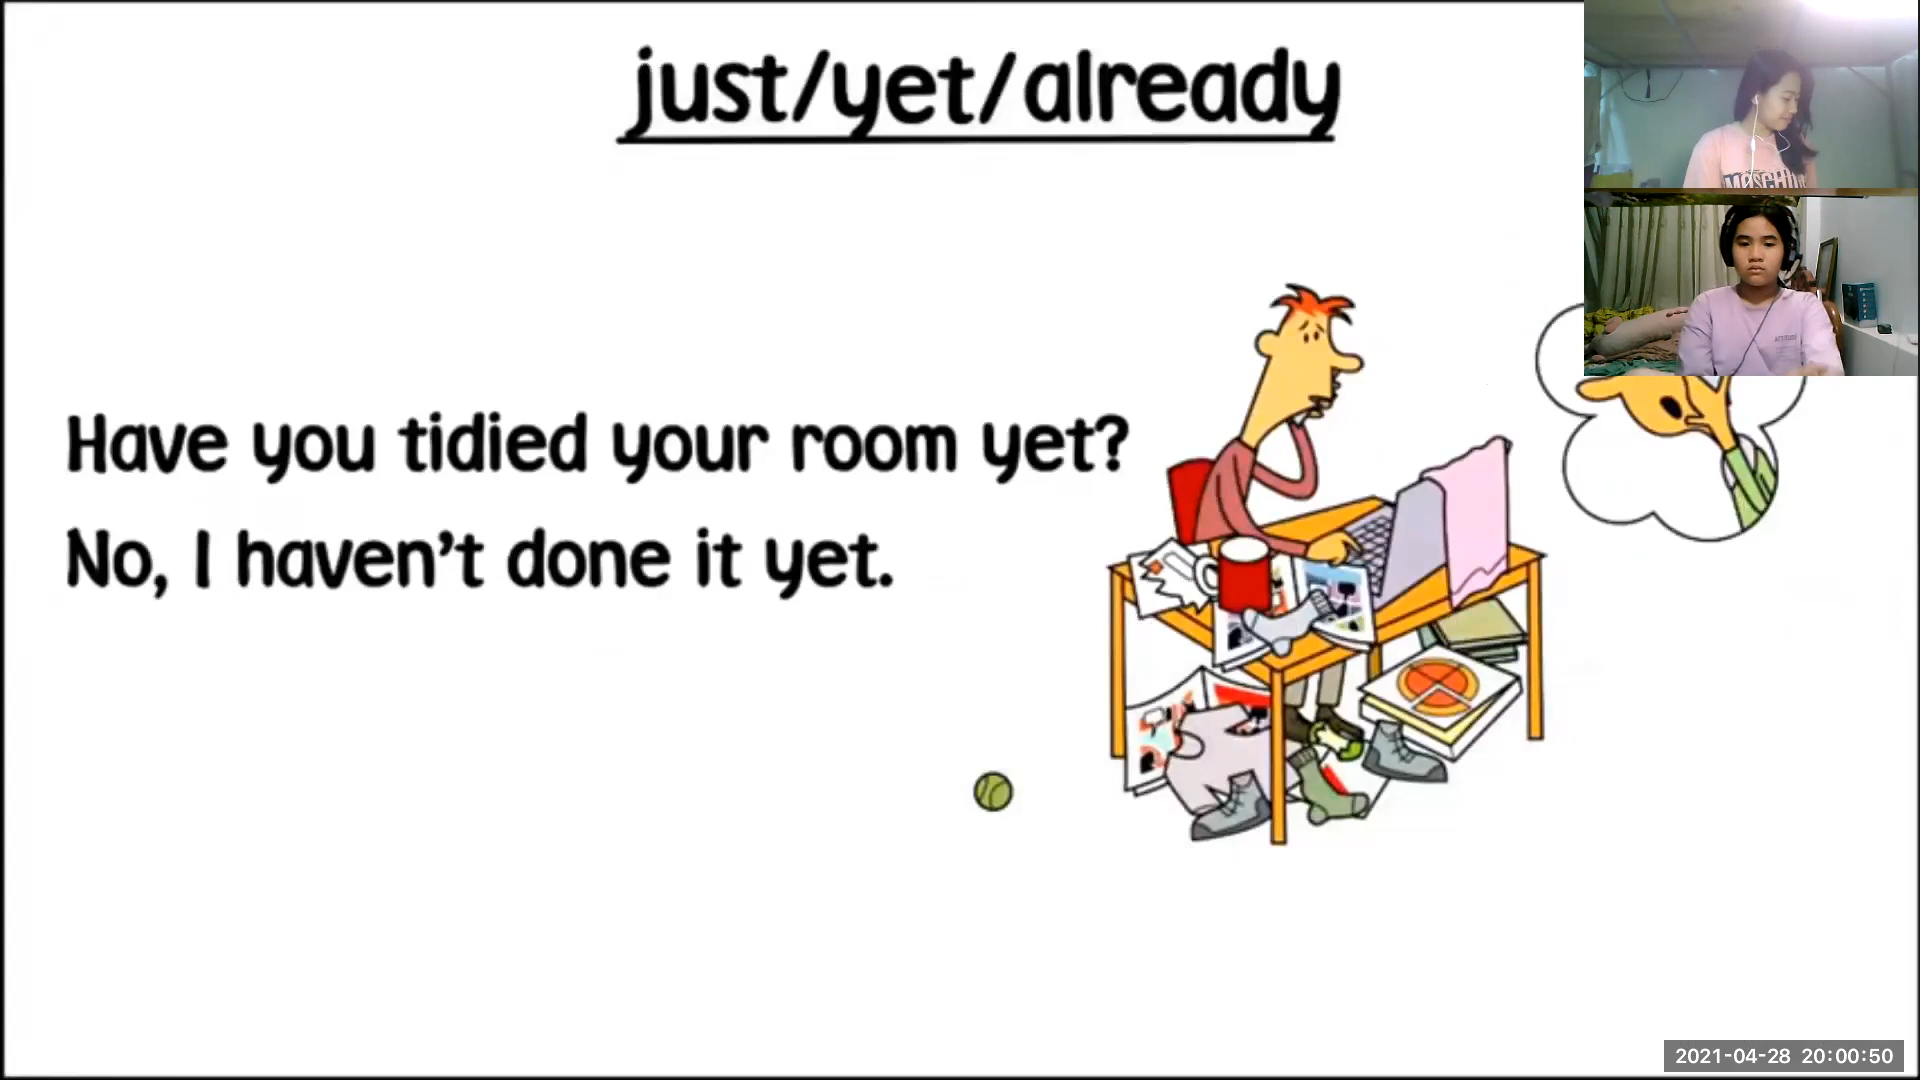 just/yet/already
Have you tidied your room yet?
No, I haven't done it yet.
2021-04-28 20:00:50